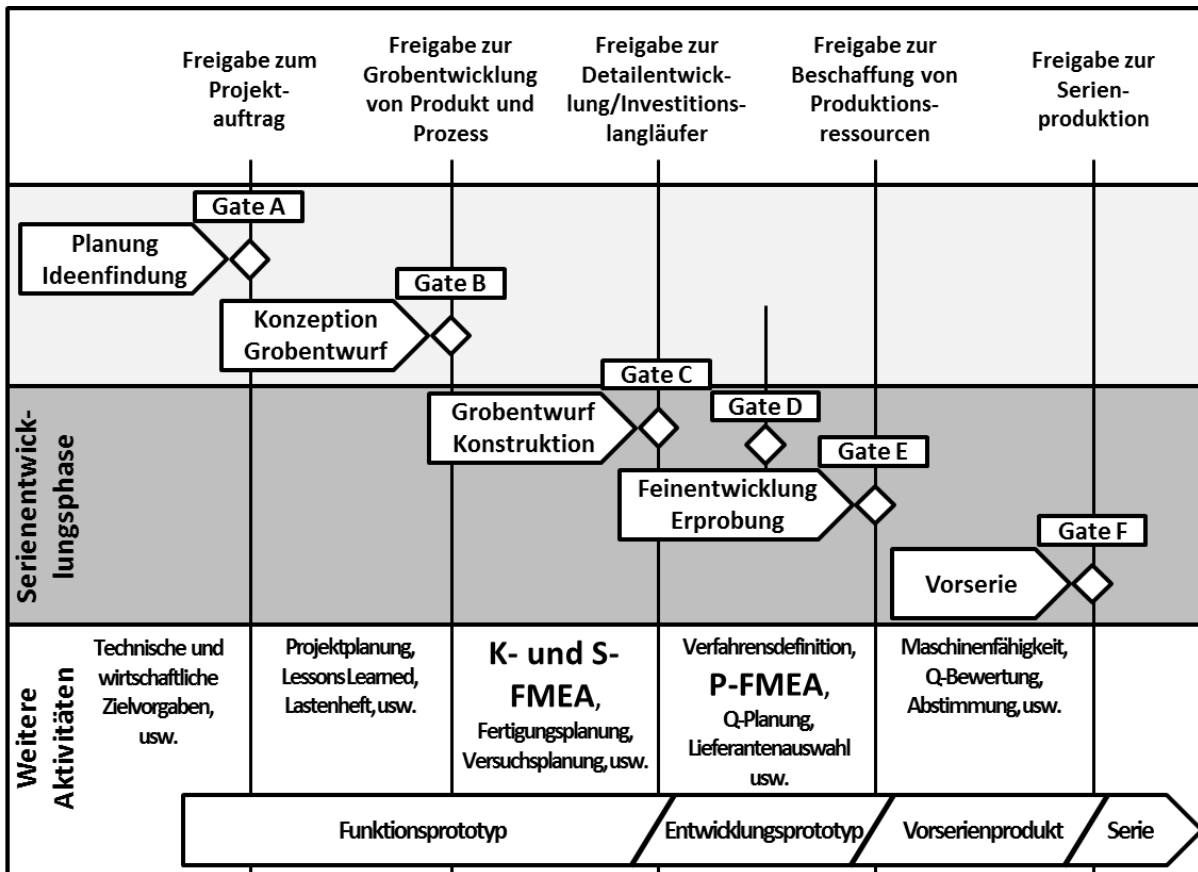 Freigabe zum
Projekt-
auftrag
Freigabe zur
Grobentwicklung
von Produkt und
Prozess
Freigabe zur
Detailentwick-
lung/Investitions-
langläufer
Freigabe zur
Beschaffung von
Produktions-
ressourcen
Freigabe zur
Serien-
produktion
Gate A
Planung
Ideenfindung
Gate B
Konzeption
Grobentwurf
Serienentwick-
lungsphase
Gate C
Grobentwurf
Konstruktion
Gate D
Gate E
Feinentwicklung
Erprobung
Gate F
Vorserie
Weitere
Aktivitäten
Technische und
wirtschaftliche
Zielvorgaben,
usw.
Projektplanung,
Lessons Learned,
Lastenheft, usw.
K- und S-
FMEA,
Fertigungsplanung,
Versuchsplanung, usw.
Verfahrensdefinition,
P-FMEA,
Q-Planung,
Lieferantenauswahl
usw.
Maschinenfähigkeit,
Q-Bewertung,
Abstimmung, usw.
Funktionsprototyp
Entwicklungsprototyp
Vorserienprodukt
Serie